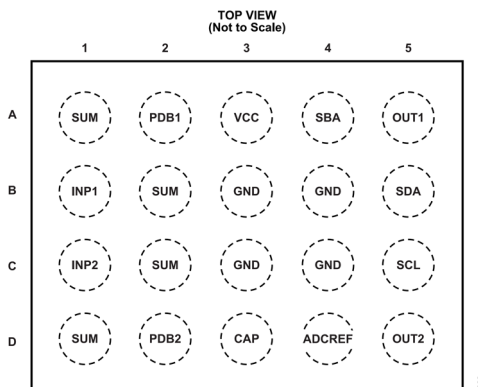 TOP VIEW
(Not to Scale)
1 2 3 4 5
A SUM PDB1 VCC SBA OUT1
B INP1 SUM GND GND SDA
C INP2 SUM GND GND SCL
D SUM PDB2 CAP ADCREF OUT2